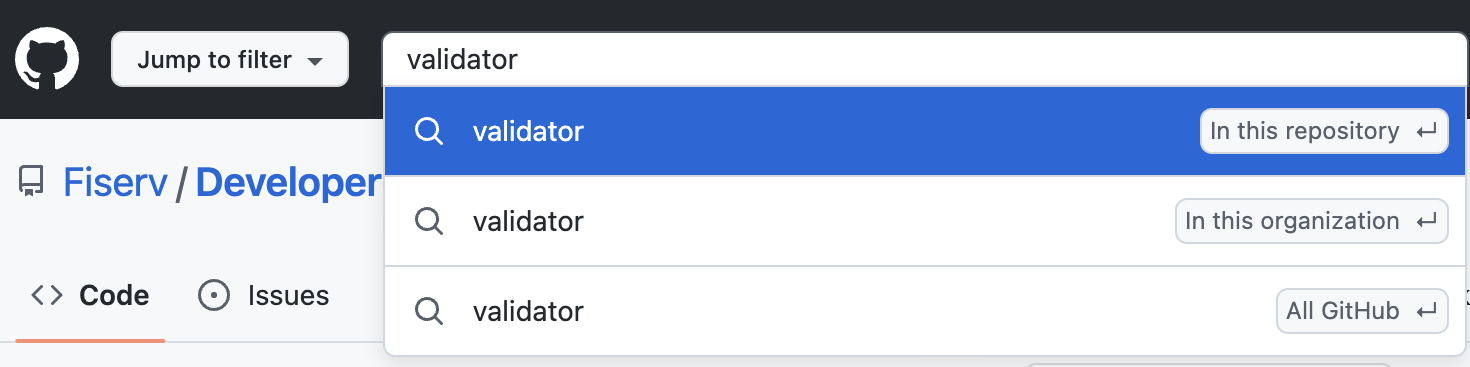 Jump to filter
validator
validator In this repository
Fiserv / Developer
validator In this organization
Code Issues
validator All GitHub